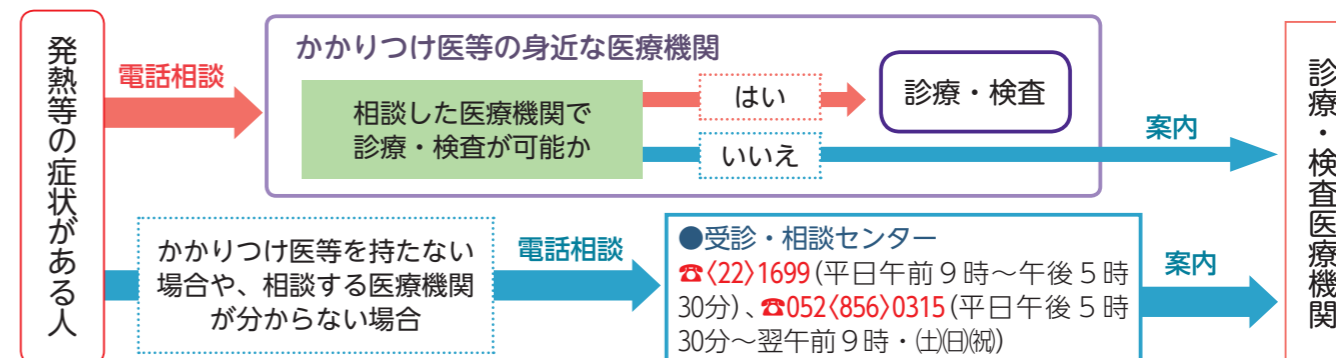 発熱等の症状がある人
電話相談
かかりつけ医等の身近な医療機関
相談した医療機関で
診療・検査が可能か
はい
診療・検査
いいえ
案内
かかりつけ医等を持たない
場合や、相談する医療機関
が分からない場合
電話相談
●受診・相談センター
☎〈22〉1699(平日午前9時～午後5時
30分)、☎052〈856〉0315(平日午後5時
30分～翌午前9時・㈯㈰㈷)
案内
診療・検査医療機関